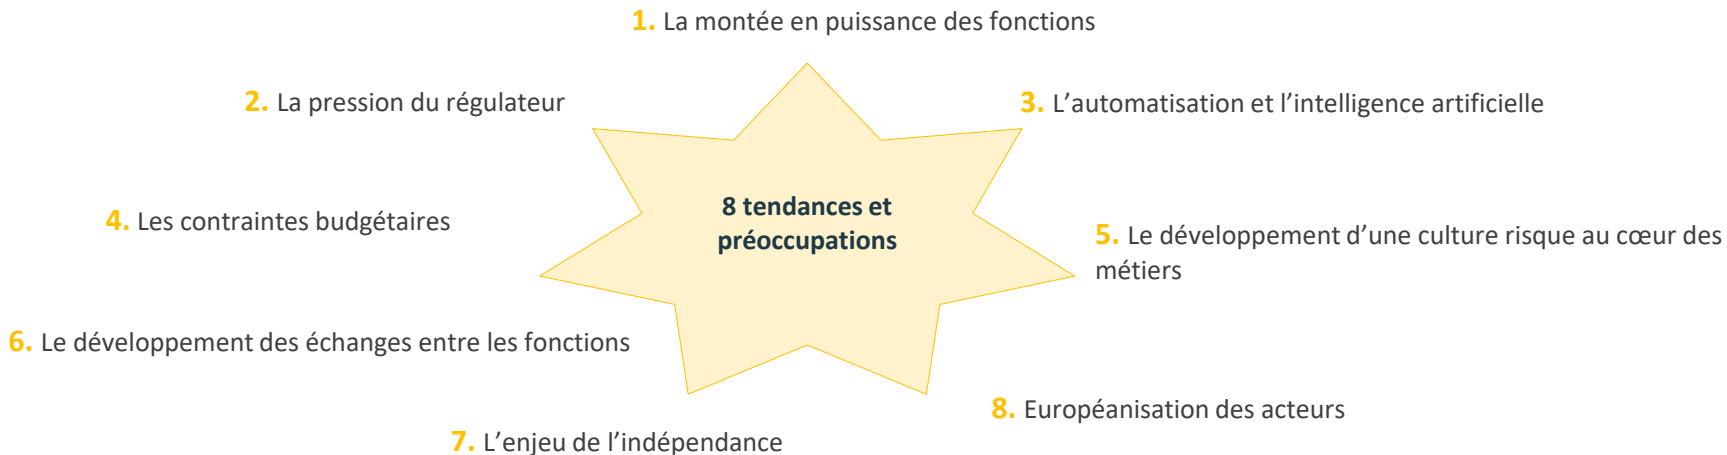 1. La montée en puissance des fonctions
2. La pression du régulateur
3. L’automatisation et l’intelligence artificielle
8 tendances et
préoccupations
4. Les contraintes budgétaires
5. Le développement d’une culture risque au cœur des
métiers
6. Le développement des échanges entre les fonctions
8. Européanisation des acteurs
7. L’enjeu de l’indépendance